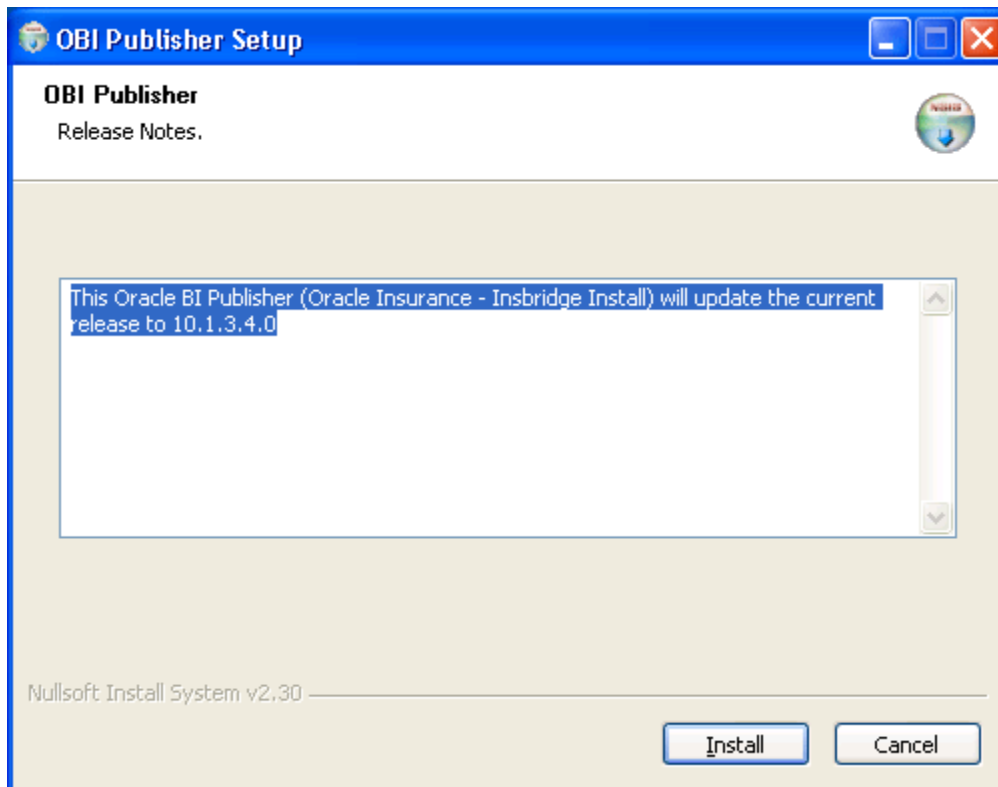 OBI Publisher Setup
OBI Publisher
Release Notes.
This Oracle BI Publisher (Oracle Insurance - Insbridge Install) will update the current
release to 10.1.3.4.0
Nullsoft Install System v2.30
Install
Cancel